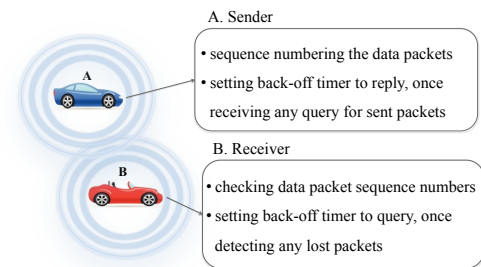 A. Sender
A
• sequence numbering the data packets
• setting back-off timer to reply, once
receiving any query for sent packets
B. Receiver
B
• checking data packet sequence numbers
• setting back-off timer to query, once
detecting any lost packets